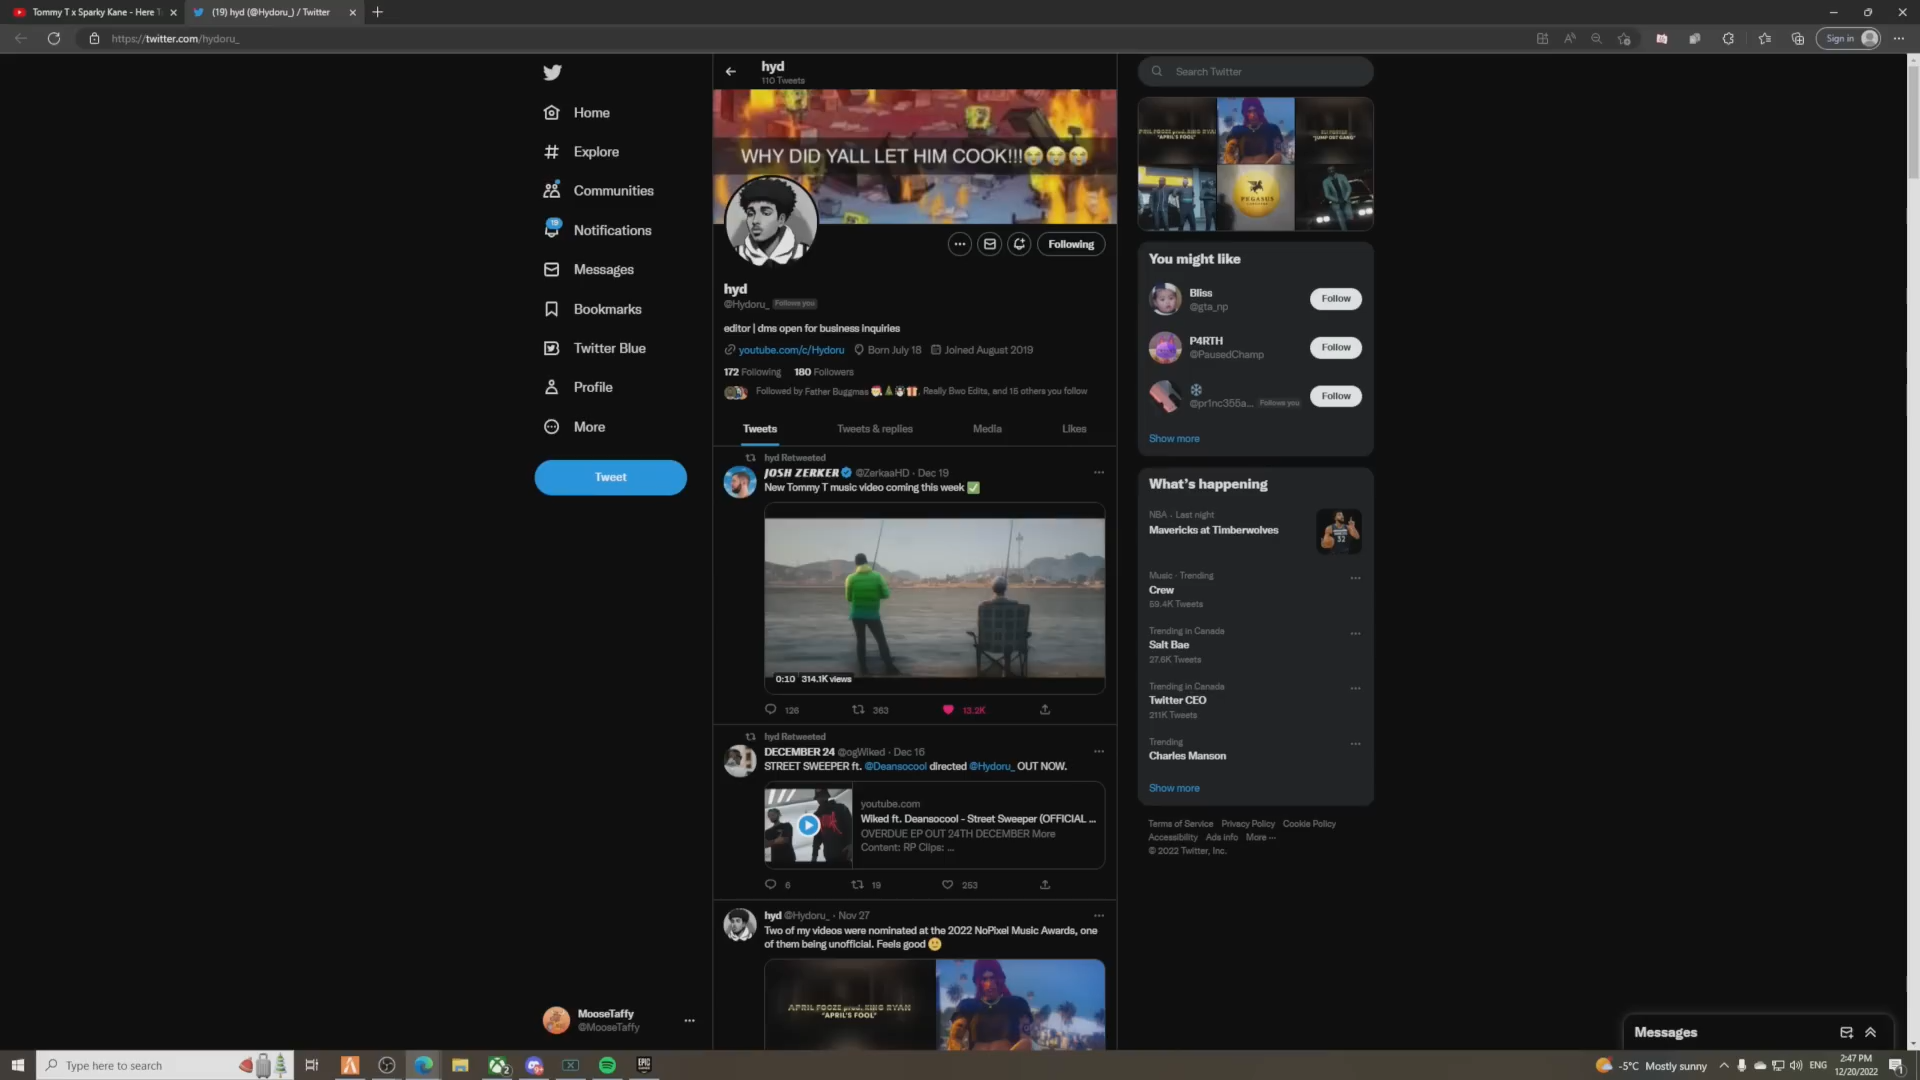 Tommy T x Sparky Kane - Here T
(19) hyd (@Hydoru_) / Twitter
https://twitter.com/hydoru_
Sign in
Home
Explore
Communities
19
Notifications
Messages
Bookmarks
Twitter Blue
Profile
More
Tweet
MooseTaffy
@MooseTaffy
hyd
110 Tweets
WHY DID YALL LET HIM COOK!!!😭😭😭
Following
hyd
@Hydoru_ Follows you
editor | dms open for business inquiries
youtube.com/c/Hydoru Born July 18 Joined August 2019
172 Following 180 Followers
Followed by Father Buggmas, Really Bwo Edits, and 15 others you follow
Tweets Tweets & replies Media Likes
hyd Retweeted
JOSH ZERKER @ZerkaaHD · Dec 19
New Tommy T music video coming this week ✅
0:10 314.1K views
126 363 13.2K
hyd Retweeted
DECEMBER 24 @ogWiked · Dec 16
STREET SWEEPER ft. @Deansocool directed @Hydoru_ OUT NOW.
youtube.com
Wiked ft. Deansocool - Street Sweeper (OFFICIAL ...
OVERDUE EP OUT 24TH DECEMBER More
Content: RP Clips: ...
6 19 253
hyd @Hydoru_ · Nov 27
Two of my videos were nominated at the 2022 NoPixel Music Awards, one
of them being unofficial. Feels good
APRIL FOOZE prod. KING RYAN
"APRIL'S FOOL"
Search Twitter
"APRIL'S FOOL"
"JUMP OUT GANG"
PEGASUS
You might like
Bliss
@gta_np
Follow
P4RTH
@PausedChamp
Follow
❄️
@pr1nc355a... Follows you
Follow
Show more
What's happening
NBA · Last night
Mavericks at Timberwolves
32
Music · Trending
Crew
59.4K Tweets
Trending in Canada
Salt Bae
27.6K Tweets
Trending in Canada
Twitter CEO
211K Tweets
Trending
Charles Manson
Show more
Terms of Service Privacy Policy Cookie Policy
Accessibility Ads info More ···
© 2022 Twitter, Inc.
Messages
Type here to search
EPIC
-5°C Mostly sunny
ENG
2:47 PM
12/20/2022